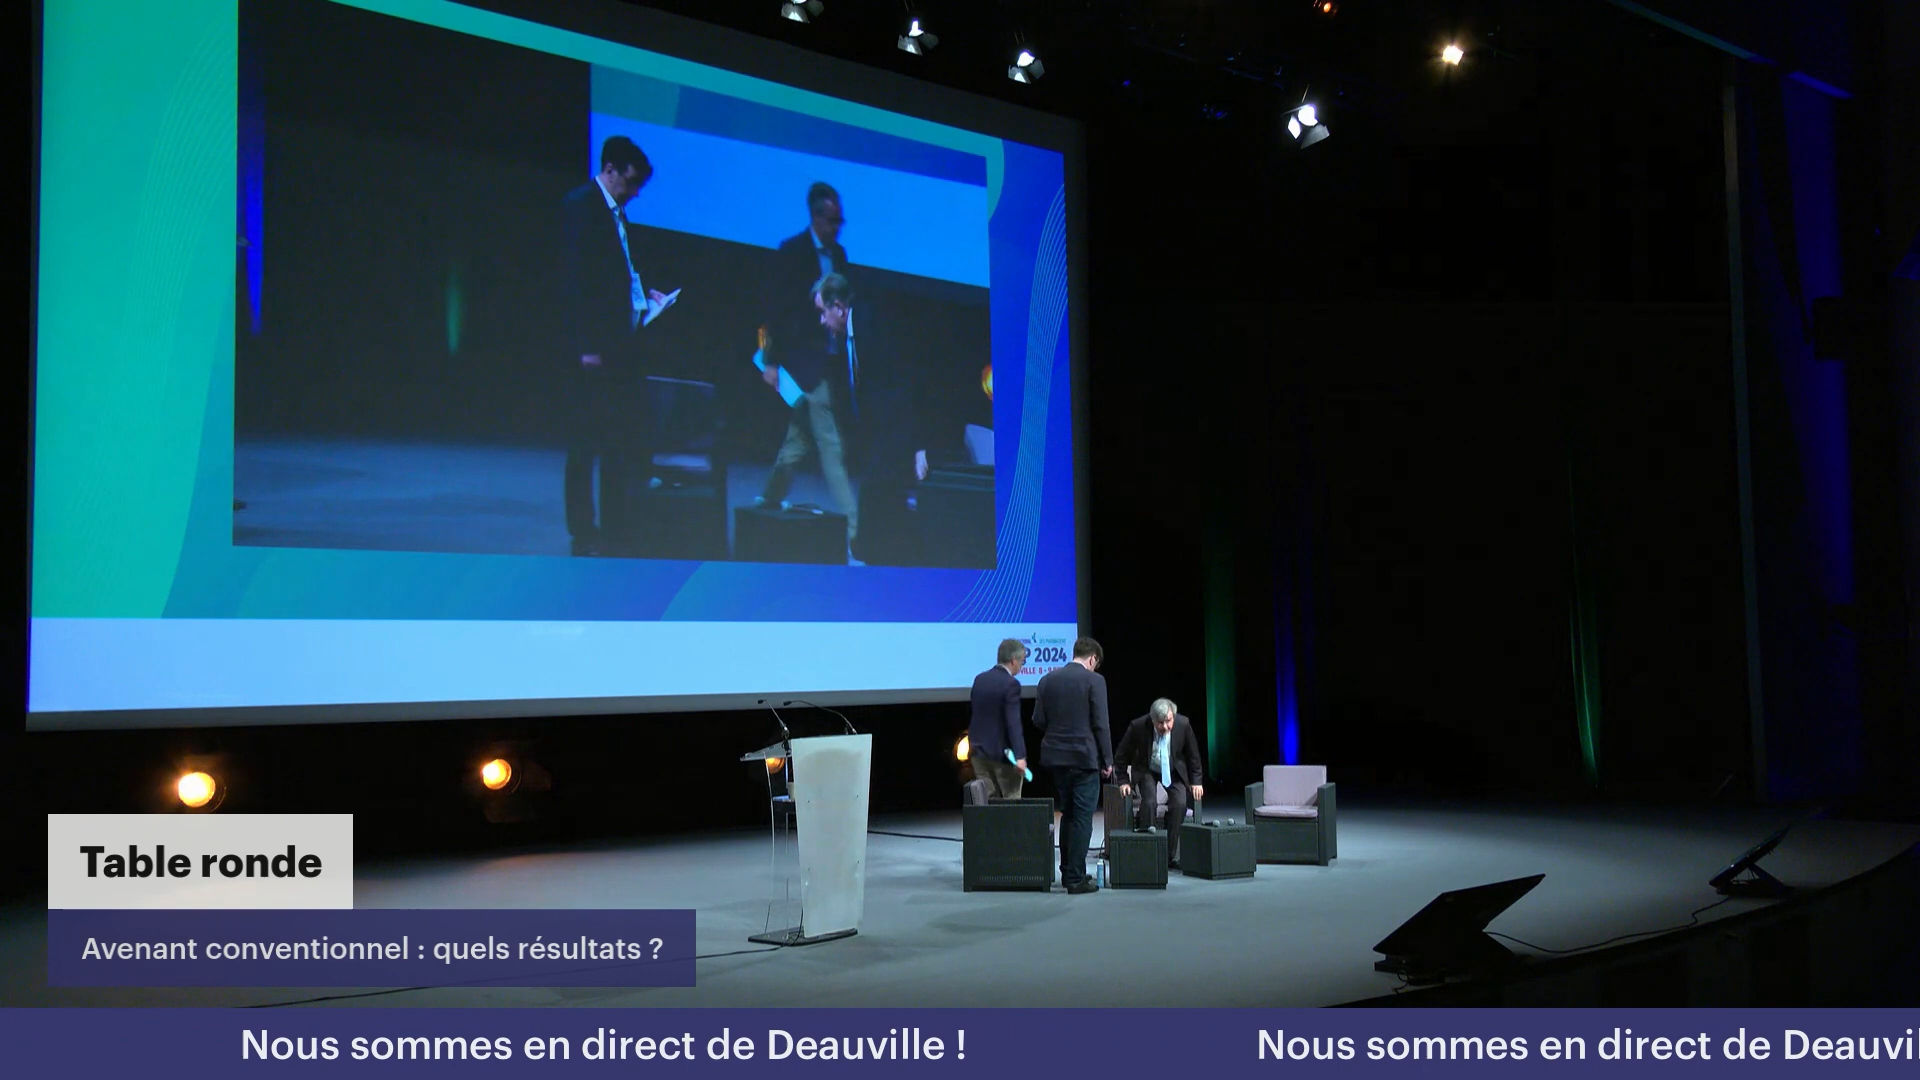 P 2024
Table ronde
Avenant conventionnel : quels résultats ?
Nous sommes en direct de Deauville !
Nous sommes en direct de Deauvil